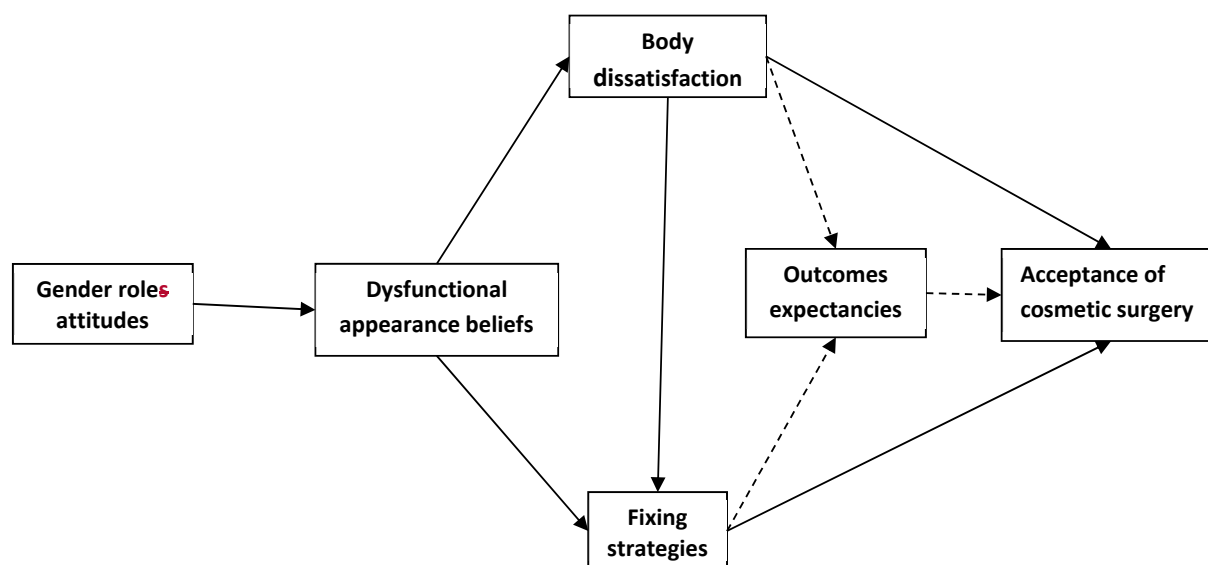 Body
dissatisfaction
Gender roles
attitudes
Dysfunctional
appearance beliefs
Outcomes
expectancies
Acceptance of
cosmetic surgery
Fixing
strategies